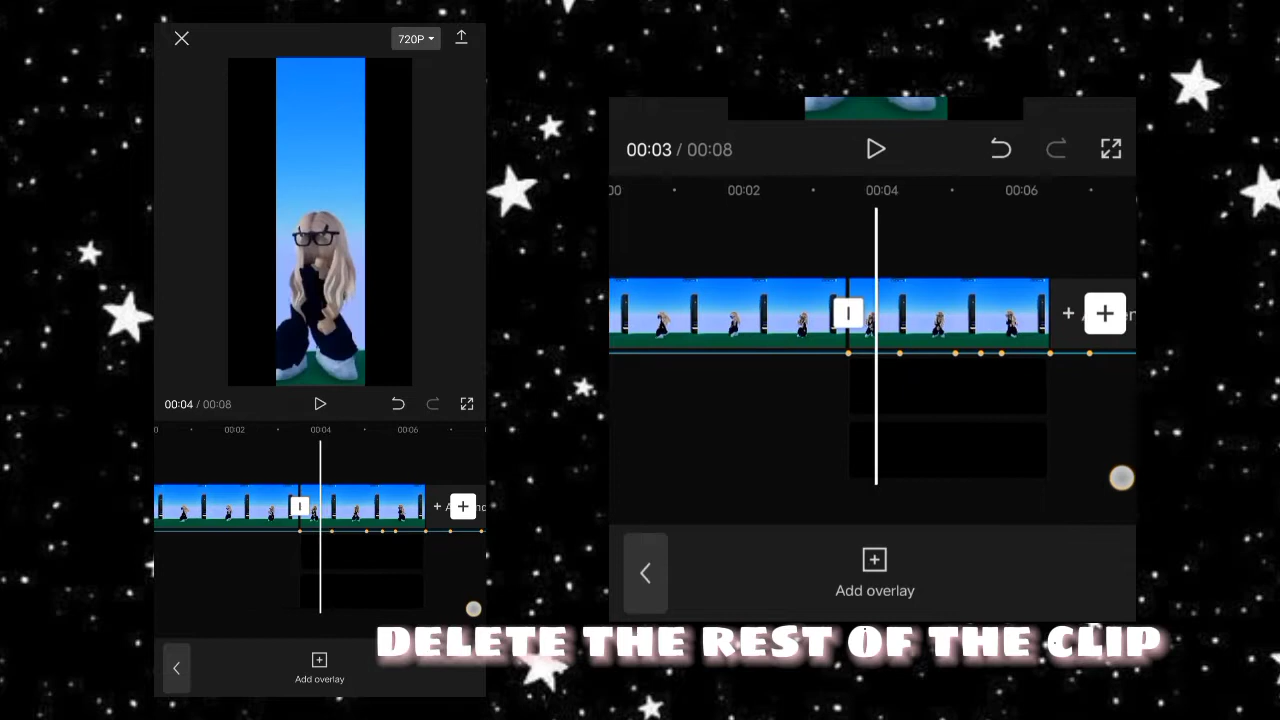 720P
00:04 / 00:08
0
00:02
00:04
00:06
Add overlay
00:03 / 00:08
00
00:02
00:04
00:06
Add overlay
DELETE THE REST OF THE CLIP